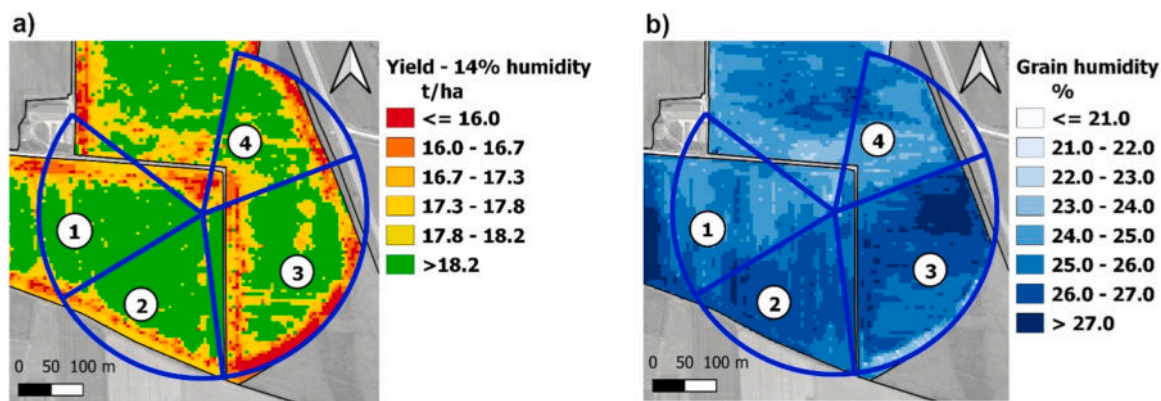 a)
Yield - 14% humidity
t/ha
<= 16.0
16.0 - 16.7
16.7 - 17.3
17.3 - 17.8
17.8 - 18.2
>18.2
4
1
3
2
0 50 100 m
b)
Grain humidity
%
<= 21.0
21.0 - 22.0
22.0 - 23.0
23.0 - 24.0
24.0 - 25.0
25.0 - 26.0
26.0 - 27.0
> 27.0
4
1
3
2
0 50 100 m